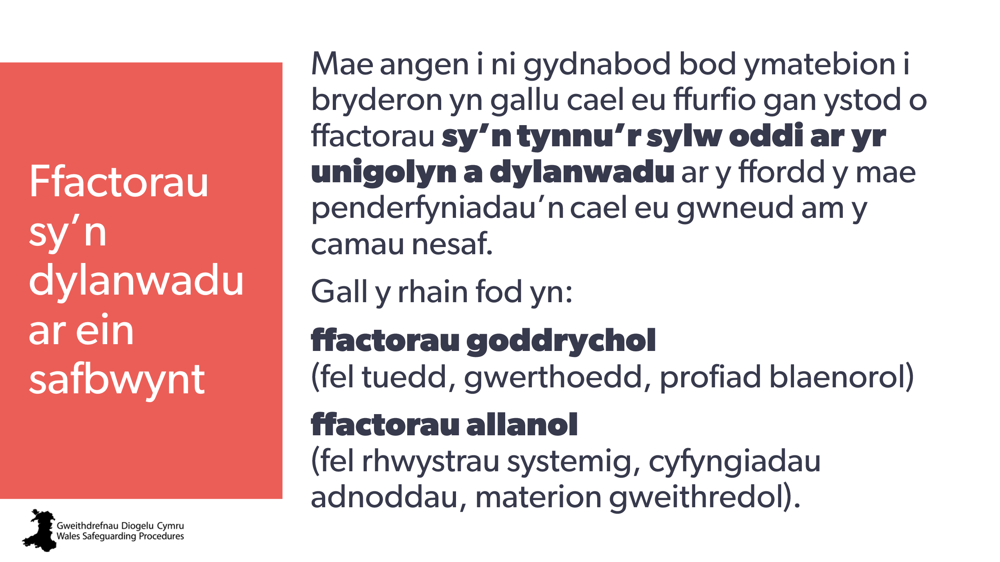 Ffactorau
sy’n
dylanwadu
ar ein
safbwynt
Mae angen i ni gydnabod bod ymatebion i
bryderon yn gallu cael eu ffurfio gan ystod o
ffactorau sy’n tynnu’r sylw oddi ar yr
unigolyn a dylanwadu ar y ffordd y mae
penderfyniadau’n cael eu gwneud am y
camau nesaf.
Gall y rhain fod yn:
ffactorau goddrychol
(fel tuedd, gwerthoedd, profiad blaenorol)
ffactorau allanol
(fel rhwystrau systemig, cyfyngiadau
adnoddau, materion gweithredol).
Gweithdrefnau Diogelu Cymru
Wales Safeguarding Procedures